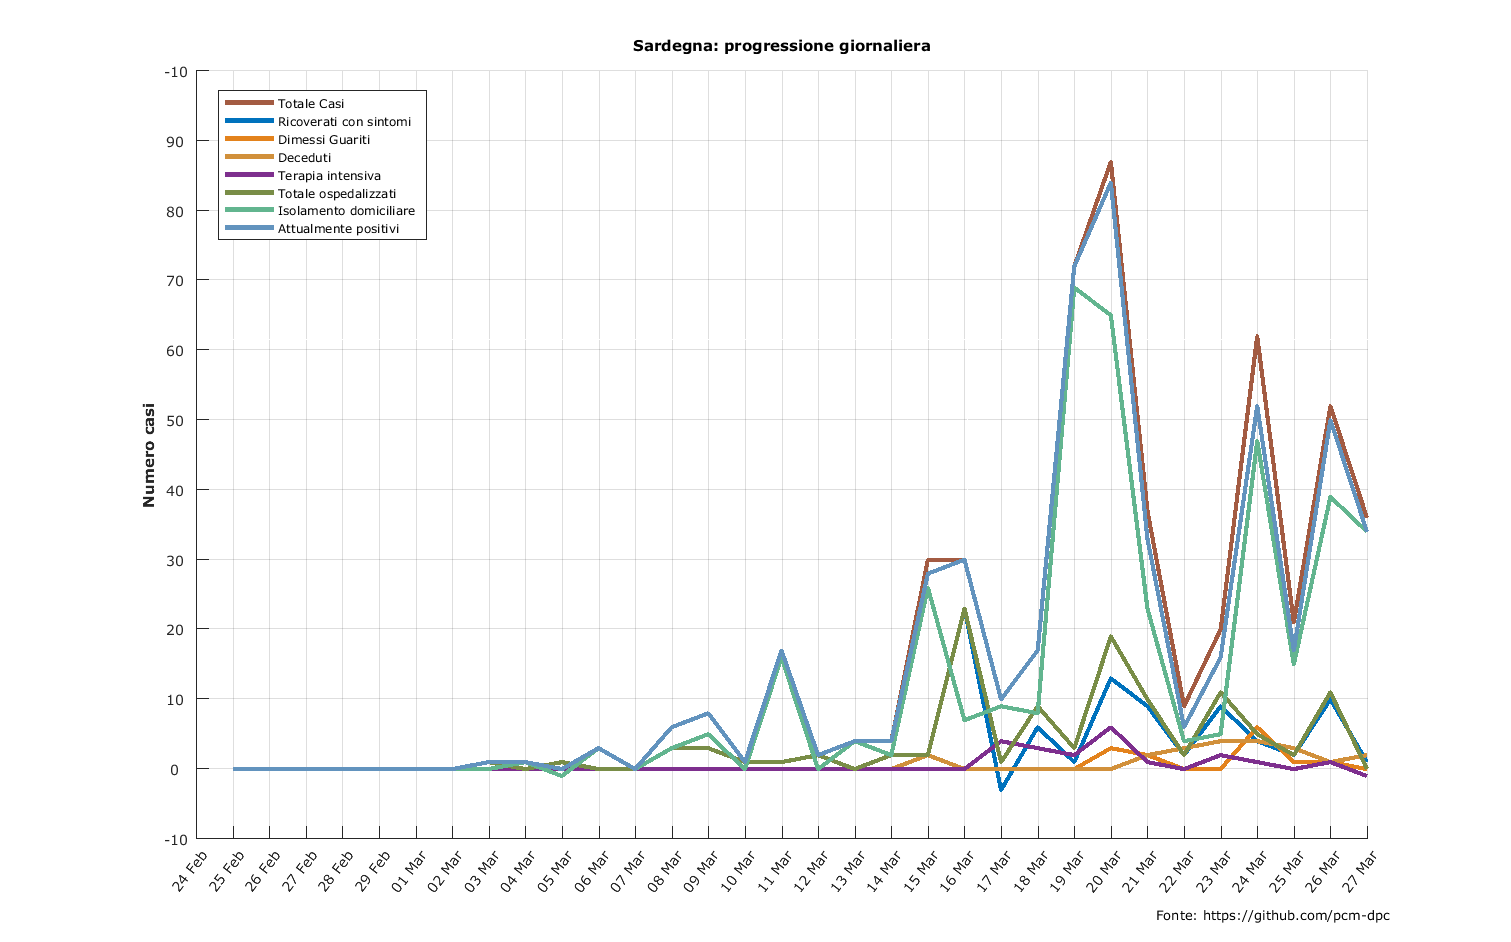 Sardegna: progressione giornaliera
-10
90
80
70
60
50
40
30
20
10
0
-10
Numero casi
Totale Casi
Ricoverati con sintomi
Dimessi Guariti
Deceduti
Terapia intensiva
Totale ospedalizzati
Isolamento domiciliare
Attualmente positivi
24 Feb
25 Feb
26 Feb
27 Feb
28 Feb
29 Feb
01 Mar
02 Mar
03 Mar
04 Mar
05 Mar
06 Mar
07 Mar
08 Mar
09 Mar
10 Mar
11 Mar
12 Mar
13 Mar
14 Mar
15 Mar
16 Mar
17 Mar
18 Mar
19 Mar
20 Mar
21 Mar
22 Mar
23 Mar
24 Mar
25 Mar
26 Mar
27 Mar
Fonte: https://github.com/pcm-dpc